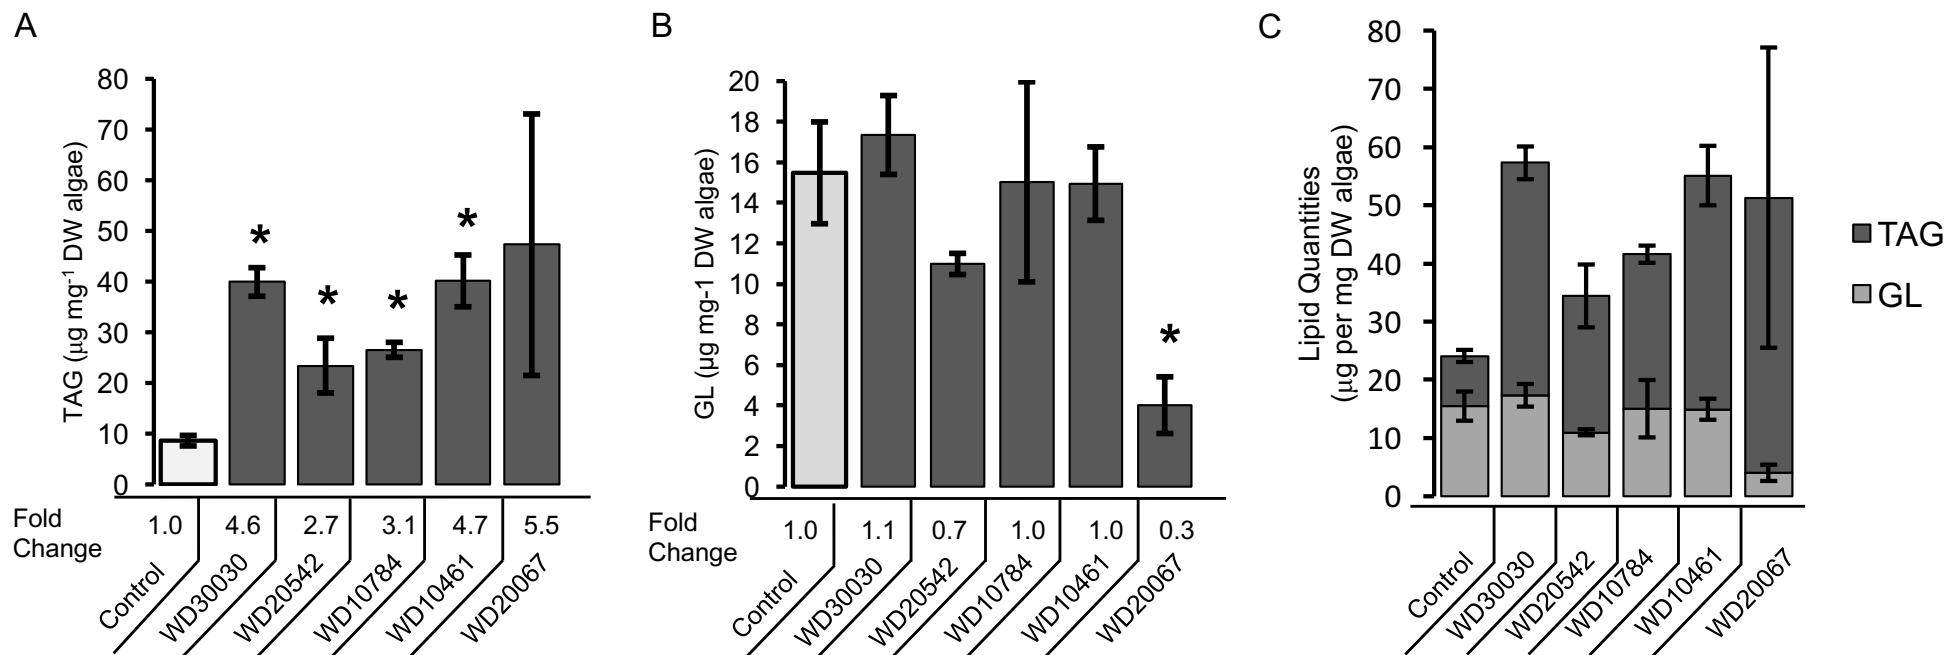 A
TAG (µg mg-1 DW algae)
80
70
60
50
40
30
20
10
0
*
*
*
*
Fold
Change
1.0 4.6 2.7 3.1 4.7 5.5
Control WD30030 WD20542 WD10784 WD10461 WD20067
B
GL (µg mg-1 DW algae)
20
18
16
14
12
10
8
6
4
2
0
*
Fold
Change
1.0 1.1 0.7 1.0 1.0 0.3
Control WD30030 WD20542 WD10784 WD10461 WD20067
C
Lipid Quantities
(µg per mg DW algae)
80
70
60
50
40
30
20
10
0
Control WD30030 WD20542 WD10784 WD10461 WD20067
TAG
GL